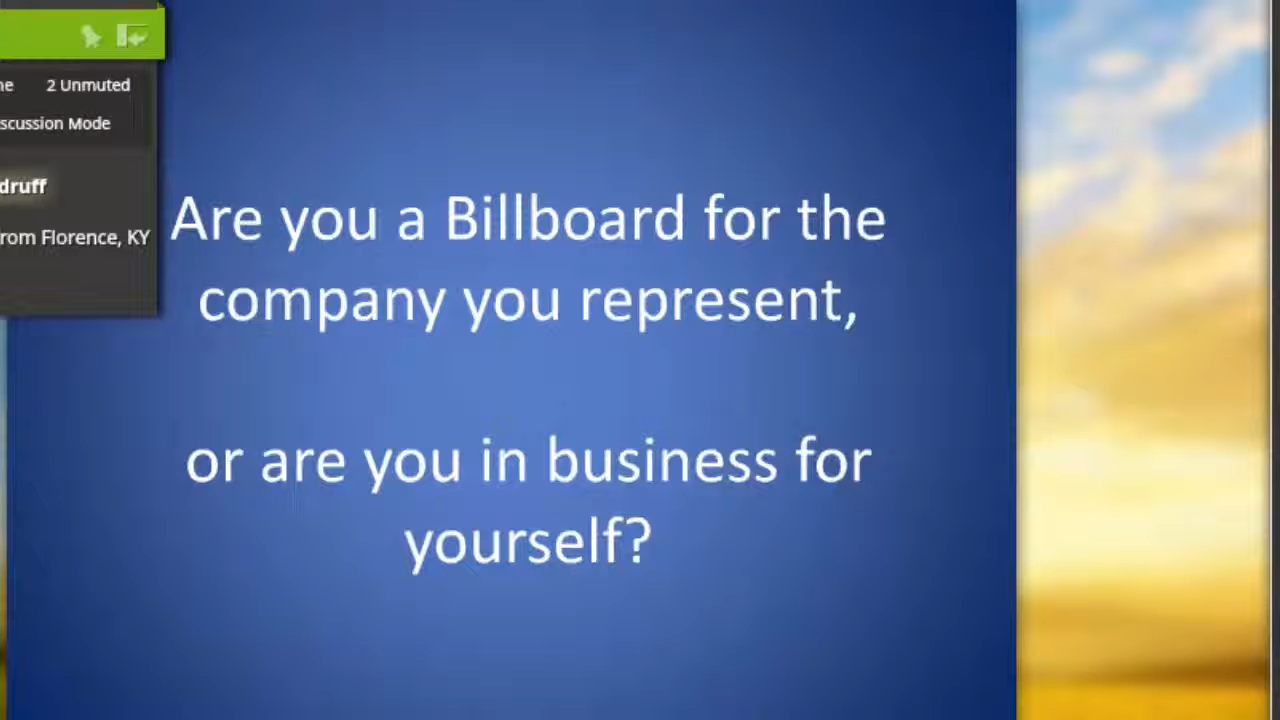 2 Unmuted
scussion Mode
druff
rom Florence, KY
Are you a Billboard for the
company you represent,
or are you in business for
yourself?